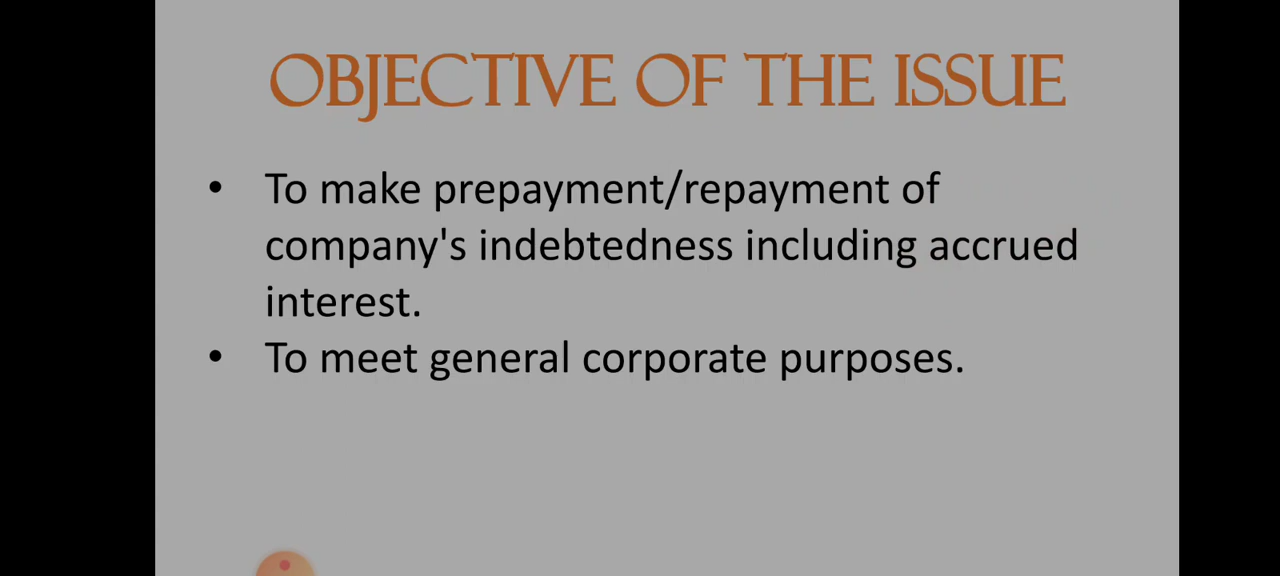 OBJECTIVE OF THE ISSUE
• To make prepayment/repayment of
company's indebtedness including accrued
interest.
• To meet general corporate purposes.